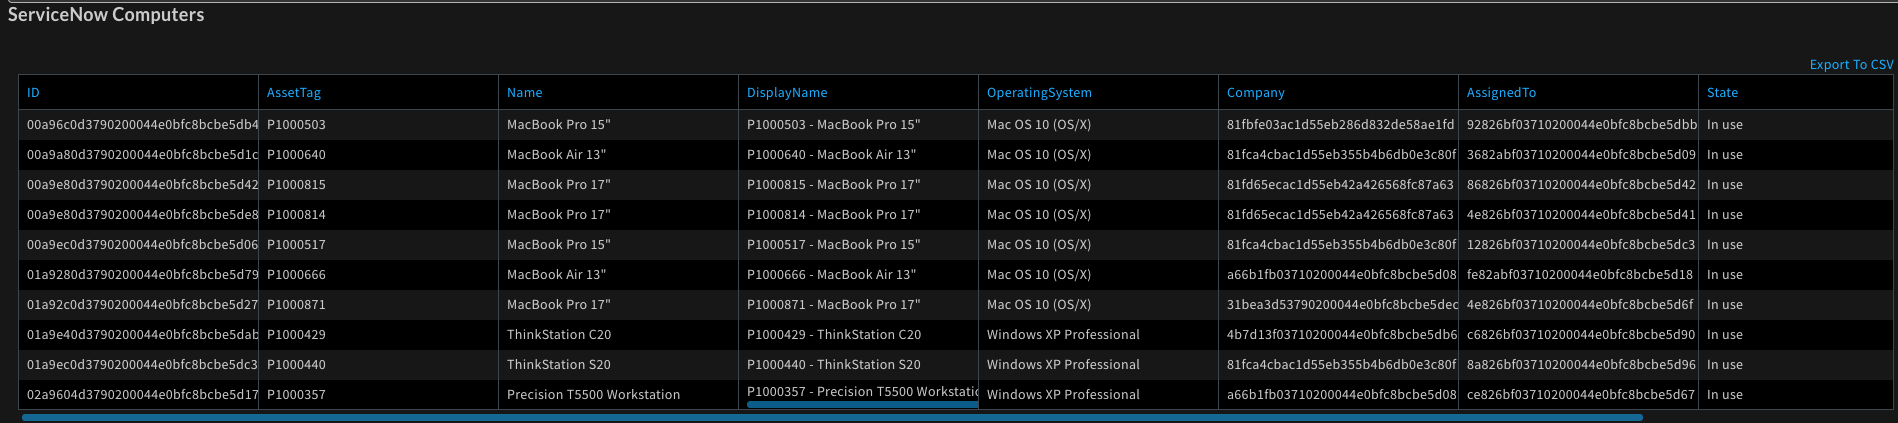 ServiceNow Computers
Export To CSV
ID AssetTag Name DisplayName OperatingSystem Company AssignedTo State
00a96c0d3790200044e0bfc8bcbe5db4 P1000503 MacBook Pro 15" P1000503 - MacBook Pro 15" Mac OS 10 (OS/X) 81fbfe03ac1d55eb286d832de58ae1fd 92826bf03710200044e0bfc8bcbe5dbb In use
00a9a80d3790200044e0bfc8bcbe5d1c P1000640 MacBook Air 13" P1000640 - MacBook Air 13" Mac OS 10 (OS/X) 81fca4cbac1d55eb355b4b6db0e3c80f 3682abf03710200044e0bfc8bcbe5d09 In use
00a9e80d3790200044e0bfc8bcbe5d42 P1000815 MacBook Pro 17" P1000815 - MacBook Pro 17" Mac OS 10 (OS/X) 81fd65ecac1d55eb42a426568fc87a63 86826bf03710200044e0bfc8bcbe5d42 In use
00a9e80d3790200044e0bfc8bcbe5de8 P1000814 MacBook Pro 17" P1000814 - MacBook Pro 17" Mac OS 10 (OS/X) 81fd65ecac1d55eb42a426568fc87a63 4e826bf03710200044e0bfc8bcbe5d41 In use
00a9ec0d3790200044e0bfc8bcbe5d06 P1000517 MacBook Pro 15" P1000517 - MacBook Pro 15" Mac OS 10 (OS/X) 81fca4cbac1d55eb355b4b6db0e3c80f 12826bf03710200044e0bfc8bcbe5dc3 In use
01a9280d3790200044e0bfc8bcbe5d79 P1000666 MacBook Air 13" P1000666 - MacBook Air 13" Mac OS 10 (OS/X) a66b1fb03710200044e0bfc8bcbe5d08 fe82abf03710200044e0bfc8bcbe5d18 In use
01a92c0d3790200044e0bfc8bcbe5d27 P1000871 MacBook Pro 17" P1000871 - MacBook Pro 17" Mac OS 10 (OS/X) 31bea3d53790200044e0bfc8bcbe5dec 4e826bf03710200044e0bfc8bcbe5d6f In use
01a9e40d3790200044e0bfc8bcbe5dab P1000429 ThinkStation C20 P1000429 - ThinkStation C20 Windows XP Professional 4b7d13f03710200044e0bfc8bcbe5db6 c6826bf03710200044e0bfc8bcbe5d90 In use
01a9ec0d3790200044e0bfc8bcbe5dc3 P1000440 ThinkStation S20 P1000440 - ThinkStation S20 Windows XP Professional 81fca4cbac1d55eb355b4b6db0e3c80f 8a826bf03710200044e0bfc8bcbe5d96 In use
02a9604d3790200044e0bfc8bcbe5d17 P1000357 Precision T5500 Workstation P1000357 - Precision T5500 Workstatio Windows XP Professional a66b1fb03710200044e0bfc8bcbe5d08 ce826bf03710200044e0bfc8bcbe5d67 In use